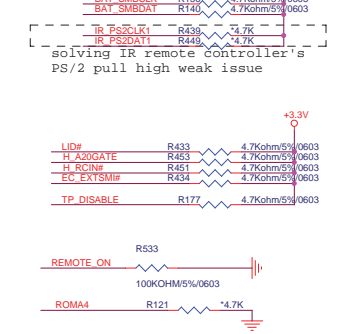 BAT_SMBDAT R140 4.7Kohm/5%/0603
IR_PS2CLK1 R439 *4.7K
IR_PS2DAT1 R449 *4.7K
solving IR remote controller's
PS/2 pull high weak issue
+3.3V
LID# R433 4.7Kohm/5%/0603
H_A20GATE R453 4.7Kohm/5%/0603
H_RCIN# R451 4.7Kohm/5%/0603
EC_EXTSMI# R434 4.7Kohm/5%/0603
TP_DISABLE R177 4.7Kohm/5%/0603
R533
REMOTE_ON
100KOHM/5%/0603
ROMA4 R121 *4.7K